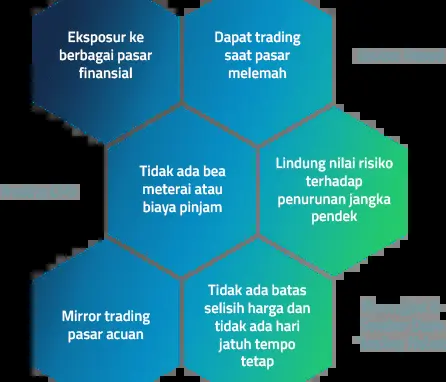 Eksposur ke
berbagai pasar
finansial
Dapat trading
saat pasar
melemah
Tidak ada bea
meterai atau
biaya pinjam
Lindung nilai risiko
terhadap
penurunan jangka
pendek
Mirror trading
pasar acuan
Tidak ada batas
selisih harga dan
tidak ada hari
jatuh tempo
tetap